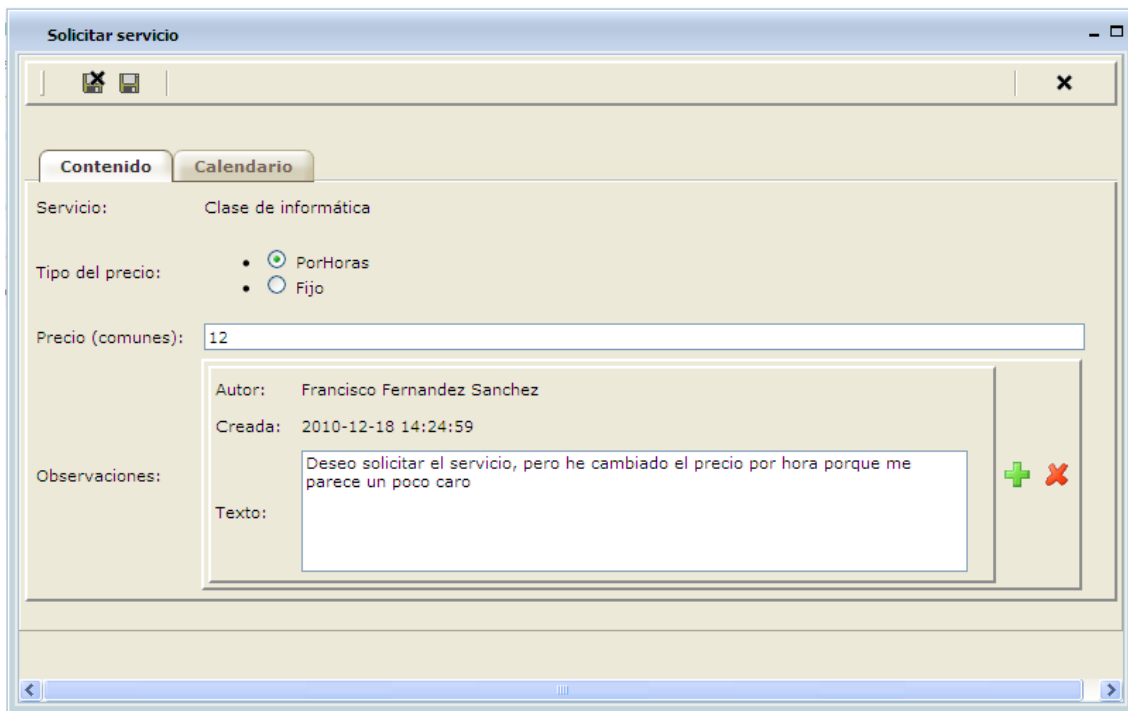 Solicitar servicio
Contenido Calendario
Servicio: Clase de informática
Tipo del precio:
PorHoras
Fijo
Precio (comunes): 12
Autor: Francisco Fernandez Sanchez
Creada: 2010-12-18 14:24:59
Observaciones:
Texto:
Deseo solicitar el servicio, pero he cambiado el precio por hora porque me
parece un poco caro